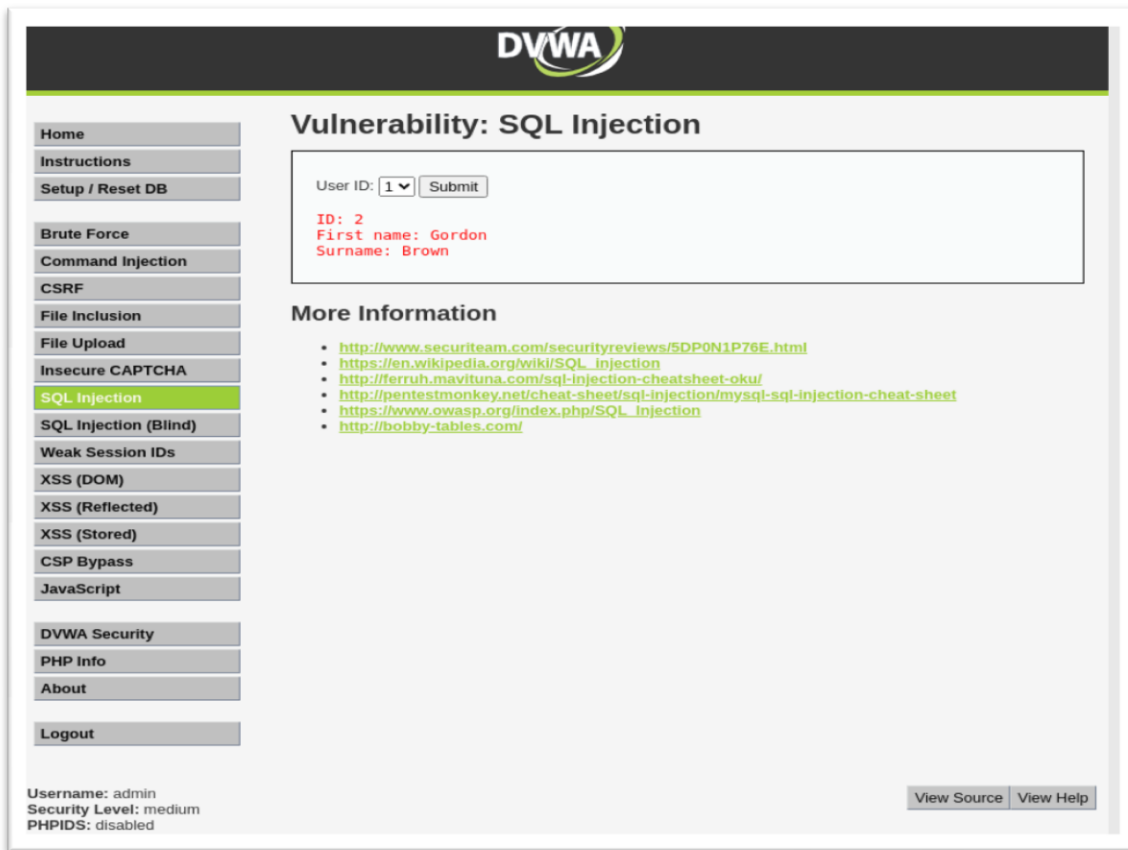 DVWA
Home
Instructions
Setup / Reset DB
Brute Force
Command Injection
CSRF
File Inclusion
File Upload
Insecure CAPTCHA
SQL Injection
SQL Injection (Blind)
Weak Session IDs
XSS (DOM)
XSS (Reflected)
XSS (Stored)
CSP Bypass
JavaScript
DVWA Security
PHP Info
About
Logout
Vulnerability: SQL Injection
User ID: 1 Submit
ID: 2
First name: Gordon
Surname: Brown
More Information
http://www.securiteam.com/securityreviews/5DP0N1P76E.html
https://en.wikipedia.org/wiki/SQL_injection
http://ferruh.mavituna.com/sql-injection-cheatsheet-oku/
http://pentestmonkey.net/cheat-sheet/sql-injection/mysql-sql-injection-cheat-sheet
https://www.owasp.org/index.php/SQL_Injection
http://bobby-tables.com/
Username: admin
Security Level: medium
PHPIDS: disabled
View Source View Help